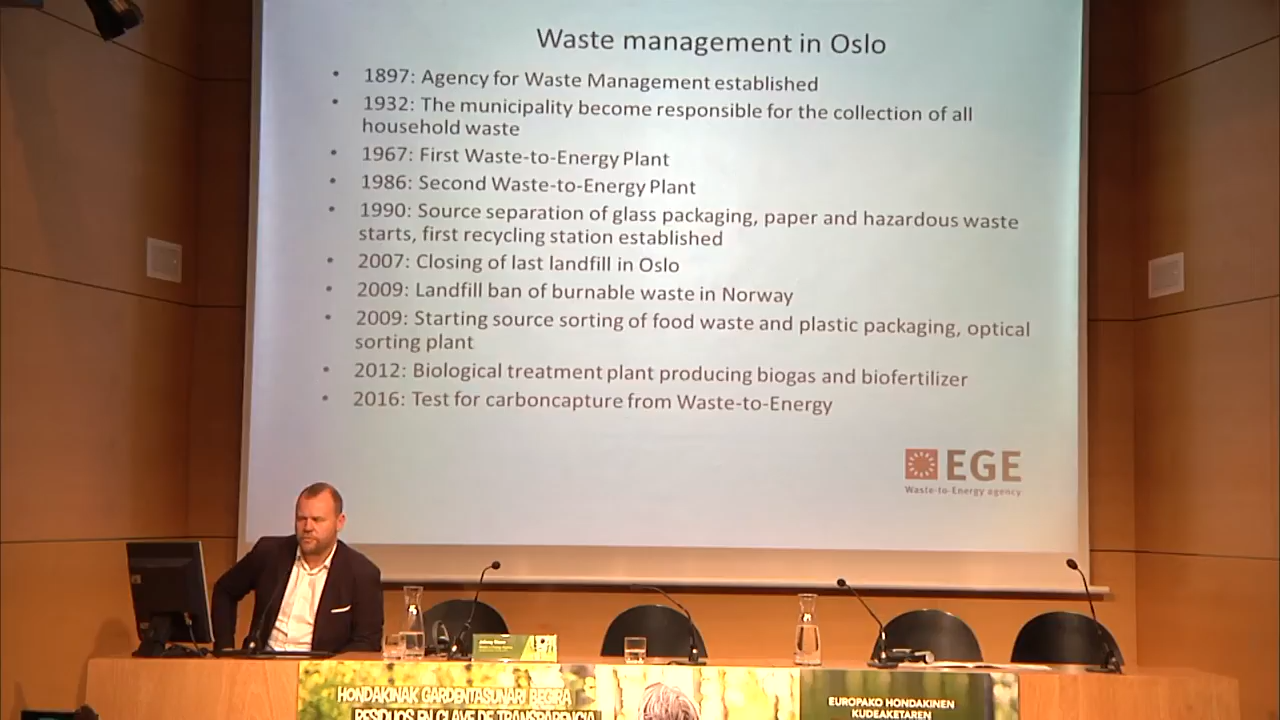 Waste management in Oslo
• 1897: Agency for Waste Management established
• 1932: The municipality become responsible for the collection of all
household waste
• 1967: First Waste-to-Energy Plant
• 1986: Second Waste-to-Energy Plant
• 1990: Source separation of glass packaging, paper and hazardous waste
starts, first recycling station established
• 2007: Closing of last landfill in Oslo
• 2009: Landfill ban of burnable waste in Norway
• 2009: Starting source sorting of food waste and plastic packaging, optical
sorting plant
• 2012: Biological treatment plant producing biogas and biofertilizer
• 2016: Test for carboncapture from Waste-to-Energy
EGE
Waste-to-Energy agency
HONDAKINAK GARDENTASUNARI BEGIRA
RESIDUOS EN CLAVE DE TRANSPARENCIA
EUROPAKO HONDAKINEN
KUDEAKETAREN